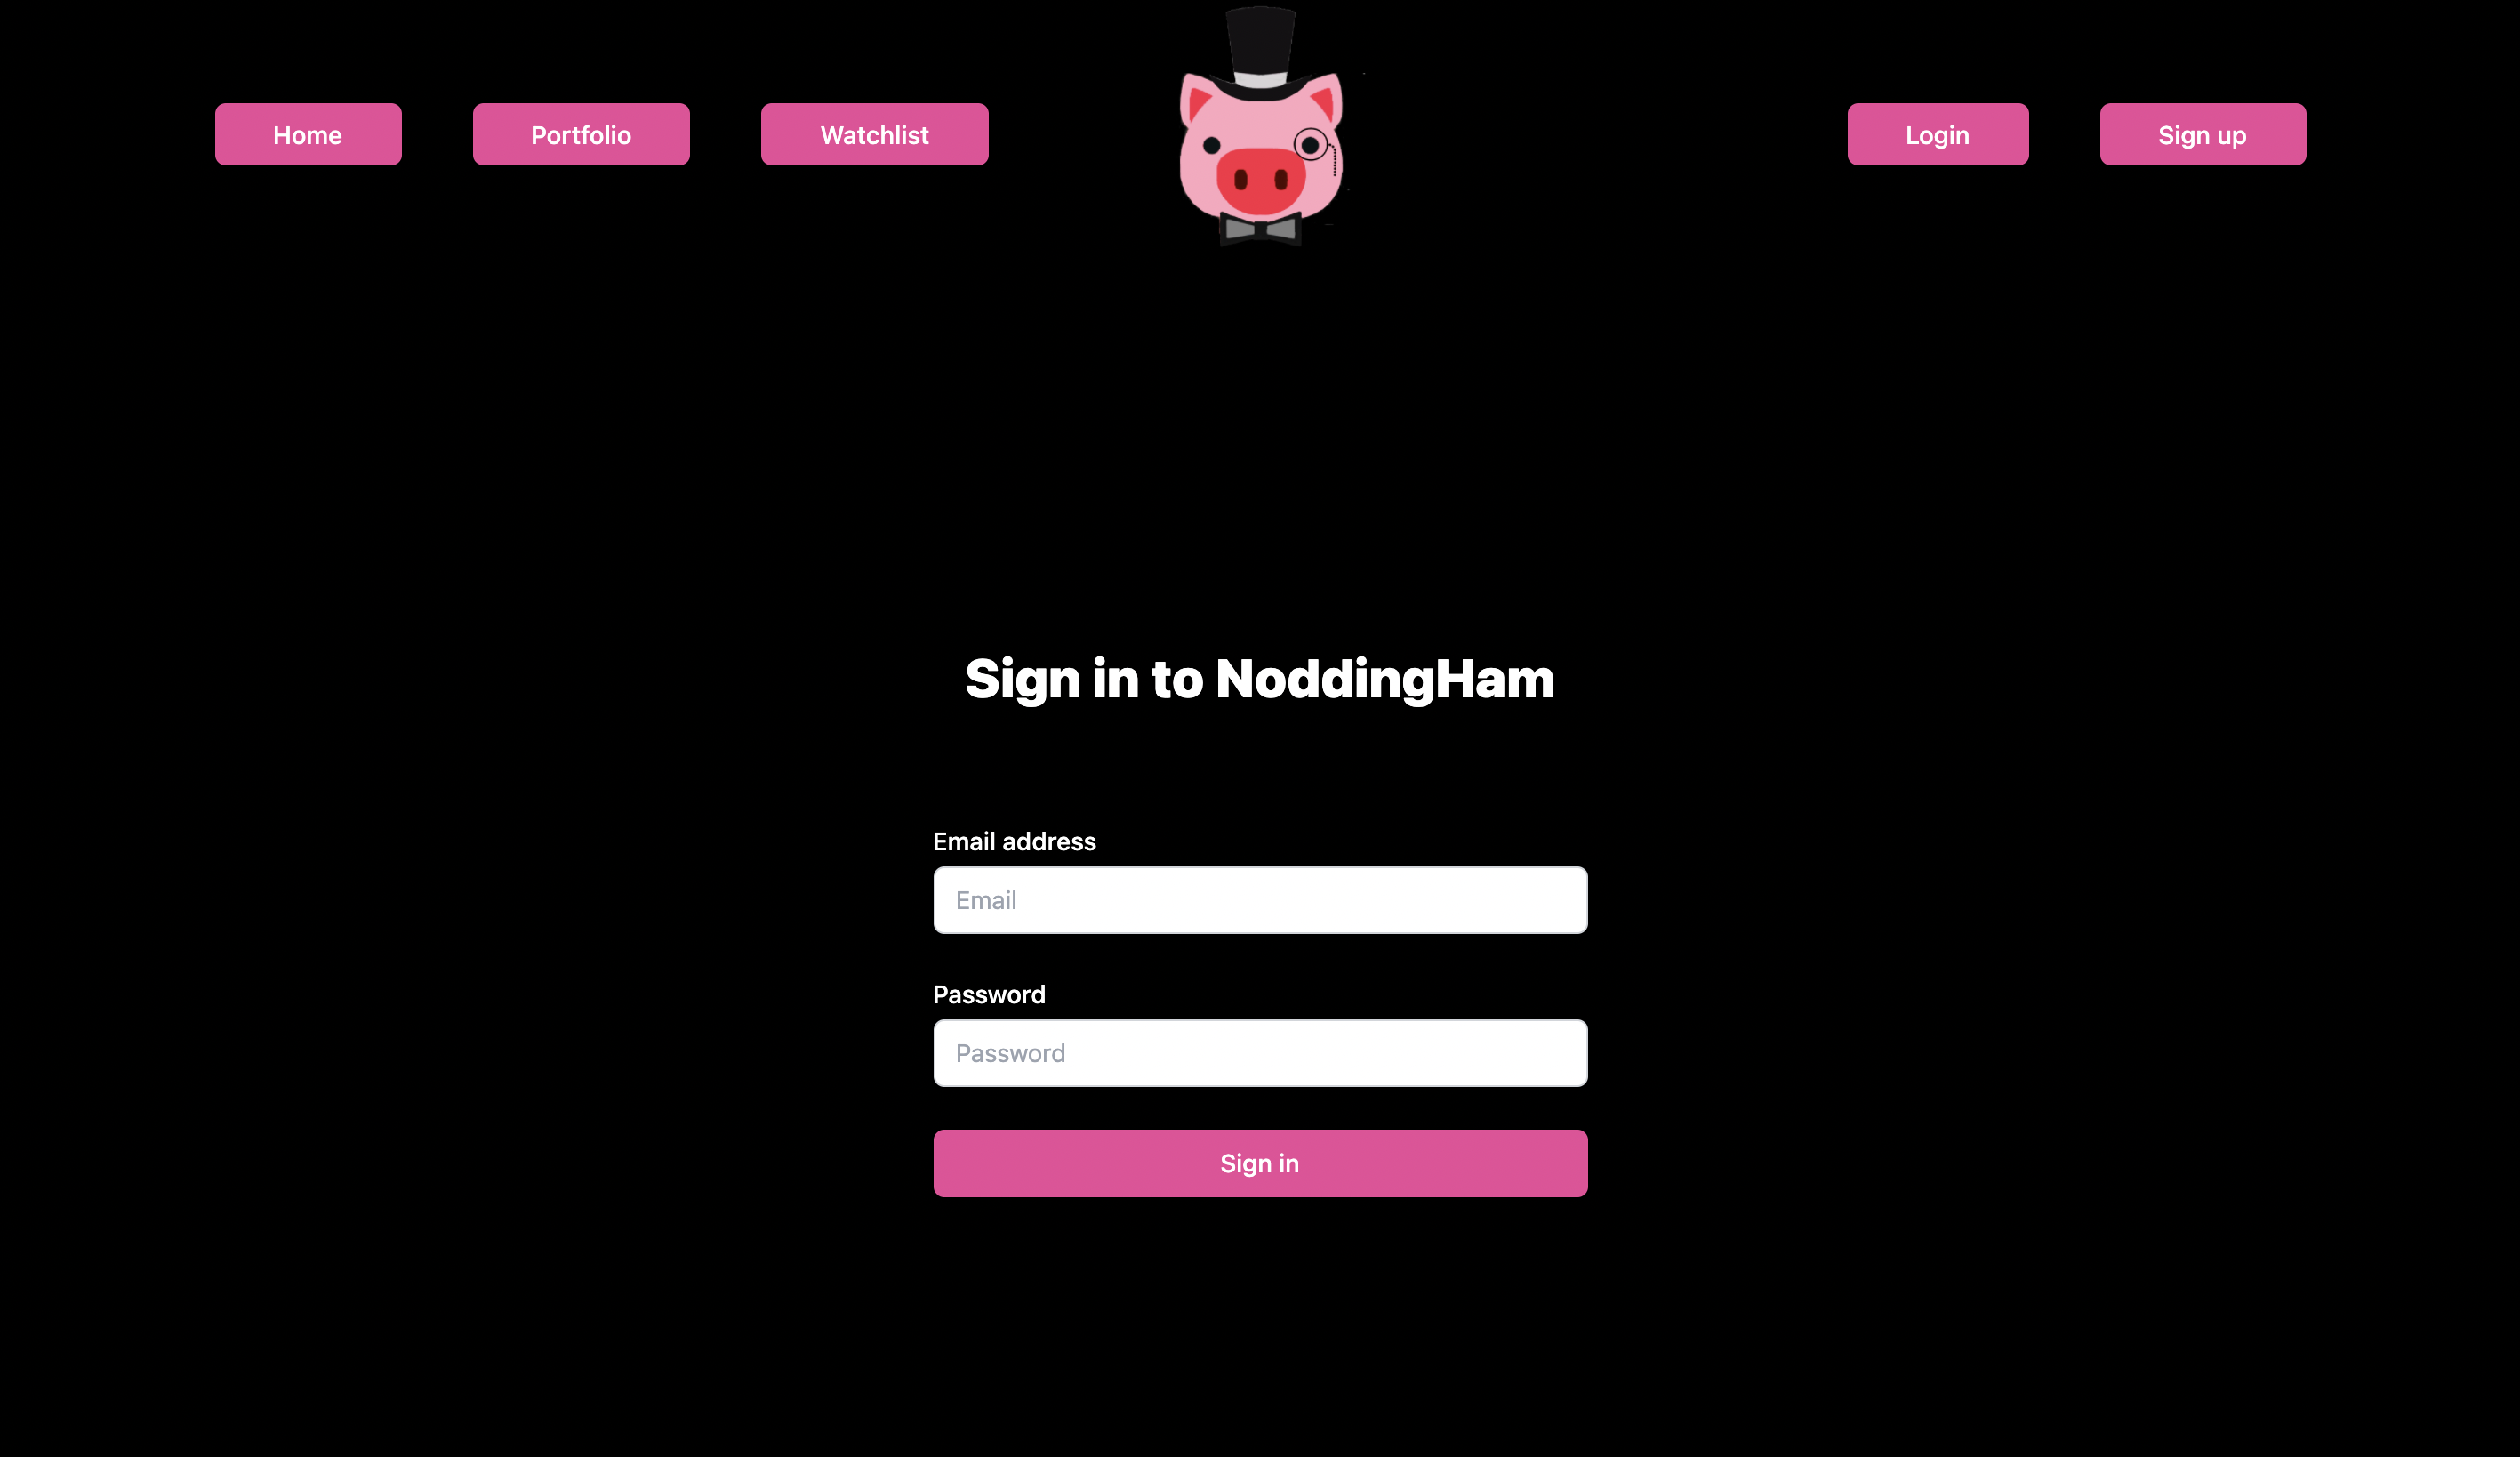 Home
Portfolio
Watchlist
Login
Sign up
Sign in to NoddingHam
Email address
Email
Password
Password
Sign in